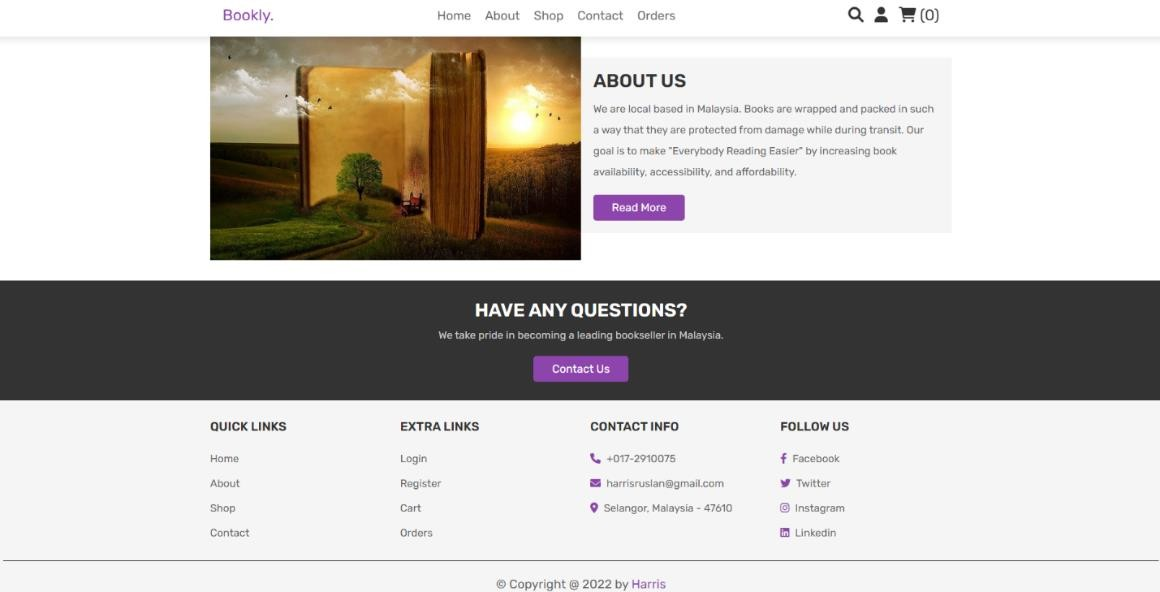 Bookly.
Home About Shop Contact Orders
(0)
ABOUT US
We are local based in Malaysia. Books are wrapped and packed in such
a way that they are protected from damage while during transit. Our
goal is to make "Everybody Reading Easier" by increasing book
availability, accessibility, and affordability.
Read More
HAVE ANY QUESTIONS?
We take pride in becoming a leading bookseller in Malaysia.
Contact Us
QUICK LINKS
Home
About
Shop
Contact
EXTRA LINKS
Login
Register
Cart
Orders
CONTACT INFO
+017-2910075
harrisruslan@gmail.com
Selangor, Malaysia - 47610
FOLLOW US
Facebook
Twitter
Instagram
Linkedin
© Copyright @ 2022 by Harris